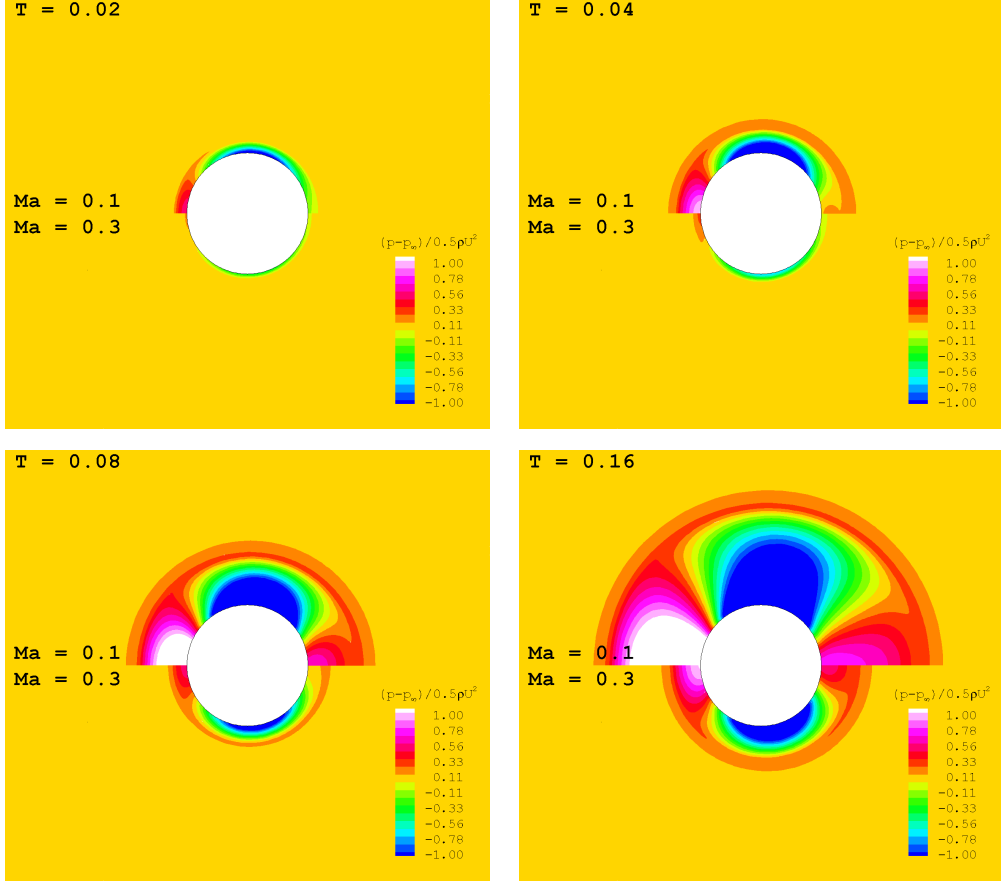 T = 0.02
Ma = 0.1
Ma = 0.3
(p-p∞)/0.5ρU²
1.00
0.78
0.56
0.33
0.11
-0.11
-0.33
-0.56
-0.78
-1.00
T = 0.04
Ma = 0.1
Ma = 0.3
(p-p∞)/0.5ρU²
1.00
0.78
0.56
0.33
0.11
-0.11
-0.33
-0.56
-0.78
-1.00
T = 0.08
Ma = 0.1
Ma = 0.3
(p-p∞)/0.5ρU²
1.00
0.78
0.56
0.33
0.11
-0.11
-0.33
-0.56
-0.78
-1.00
T = 0.16
Ma = 0.1
Ma = 0.3
(p-p∞)/0.5ρU²
1.00
0.78
0.56
0.33
0.11
-0.11
-0.33
-0.56
-0.78
-1.00